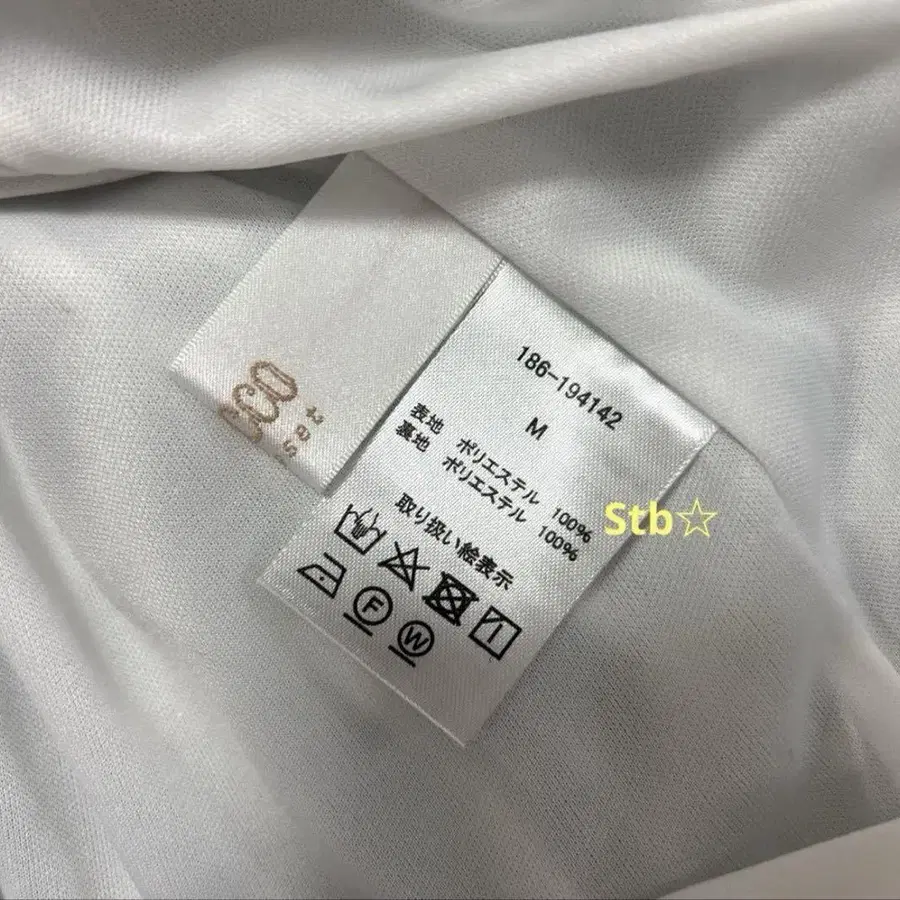 186-194142
M
表地 ポリエステル 100%
裏地 ポリエステル 100%
取り扱い絵表示
F
W
Stb☆